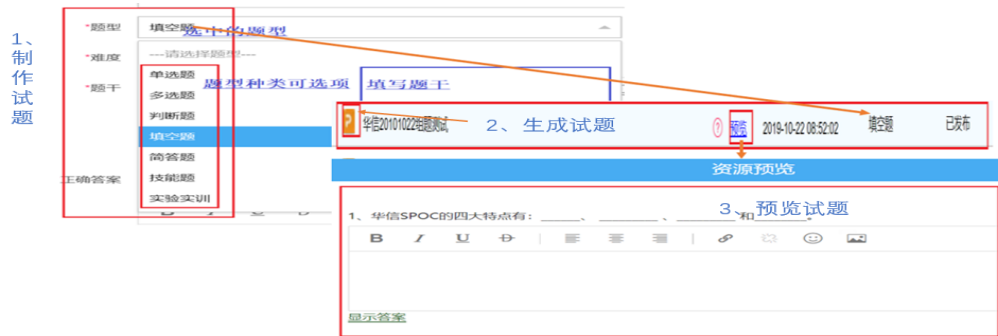 1、制作试题
*题型
填空题
选中的题型
*难度
---请选择题型---
*题干
单选题
题型种类可选项
填写题干
多选题
判断题
P
华信20101022组题测试
2、生成试题
?
预览
2019-10-22 08:52:02
填空题
已发布
填空题
简答题
资源预览
正确答案
技能题
实验实训
3、预览试题
1、华信SPOC的四大特点有：_____、_______、_______和_______。
B I U D
B I U D
显示答案